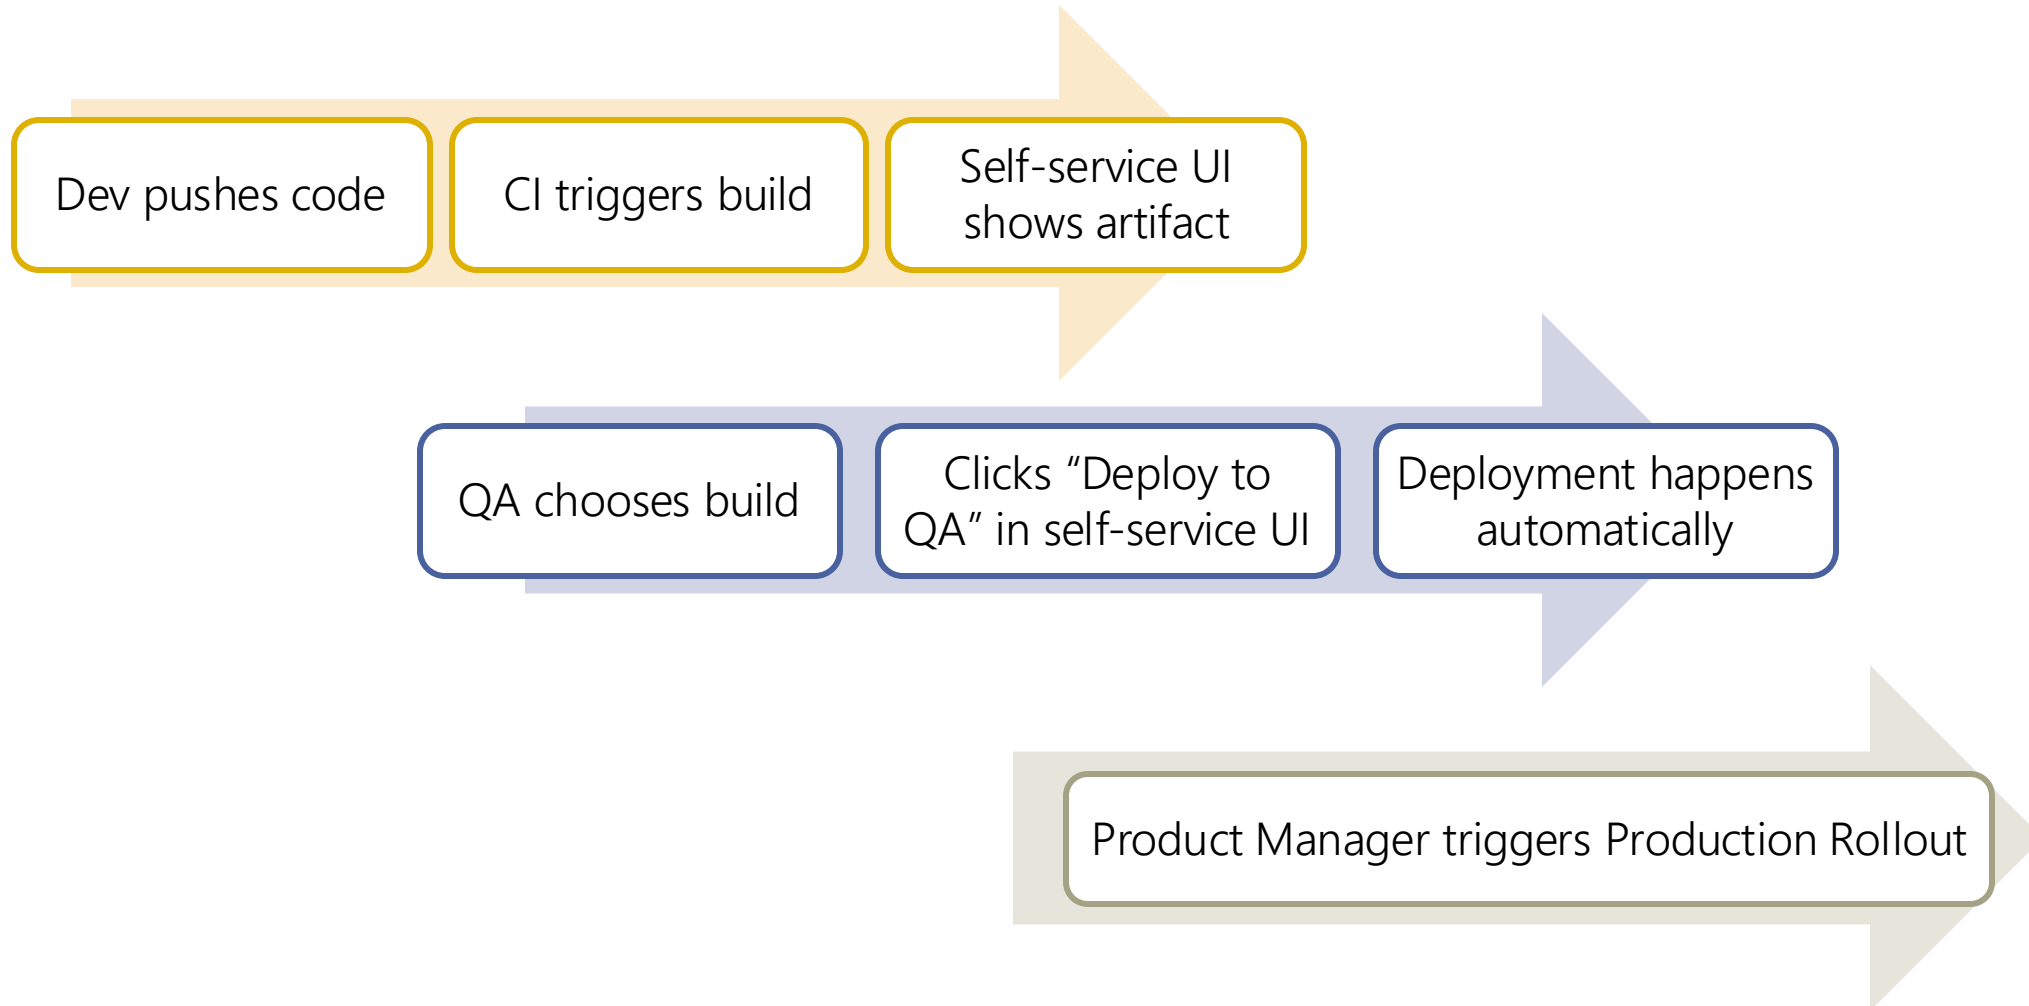 Dev pushes code
CI triggers build
Self-service UI
shows artifact
QA chooses build
Clicks “Deploy to
QA” in self-service UI
Deployment happens
automatically
Product Manager triggers Production Rollout